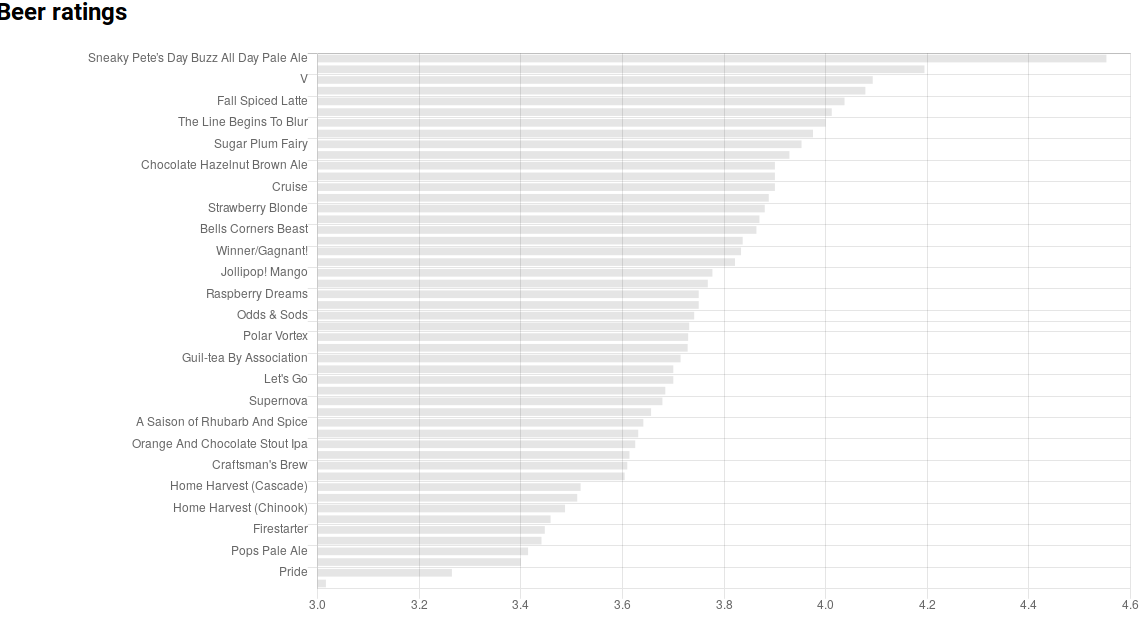 Beer ratings
Sneaky Pete's Day Buzz All Day Pale Ale
V
Fall Spiced Latte
The Line Begins To Blur
Sugar Plum Fairy
Chocolate Hazelnut Brown Ale
Cruise
Strawberry Blonde
Bells Corners Beast
Winner/Gagnant!
Jollipop! Mango
Raspberry Dreams
Odds & Sods
Polar Vortex
Guil-tea By Association
Let's Go
Supernova
A Saison of Rhubarb And Spice
Orange And Chocolate Stout Ipa
Craftsman's Brew
Home Harvest (Cascade)
Home Harvest (Chinook)
Firestarter
Pops Pale Ale
Pride
3.0 3.2 3.4 3.6 3.8 4.0 4.2 4.4 4.6